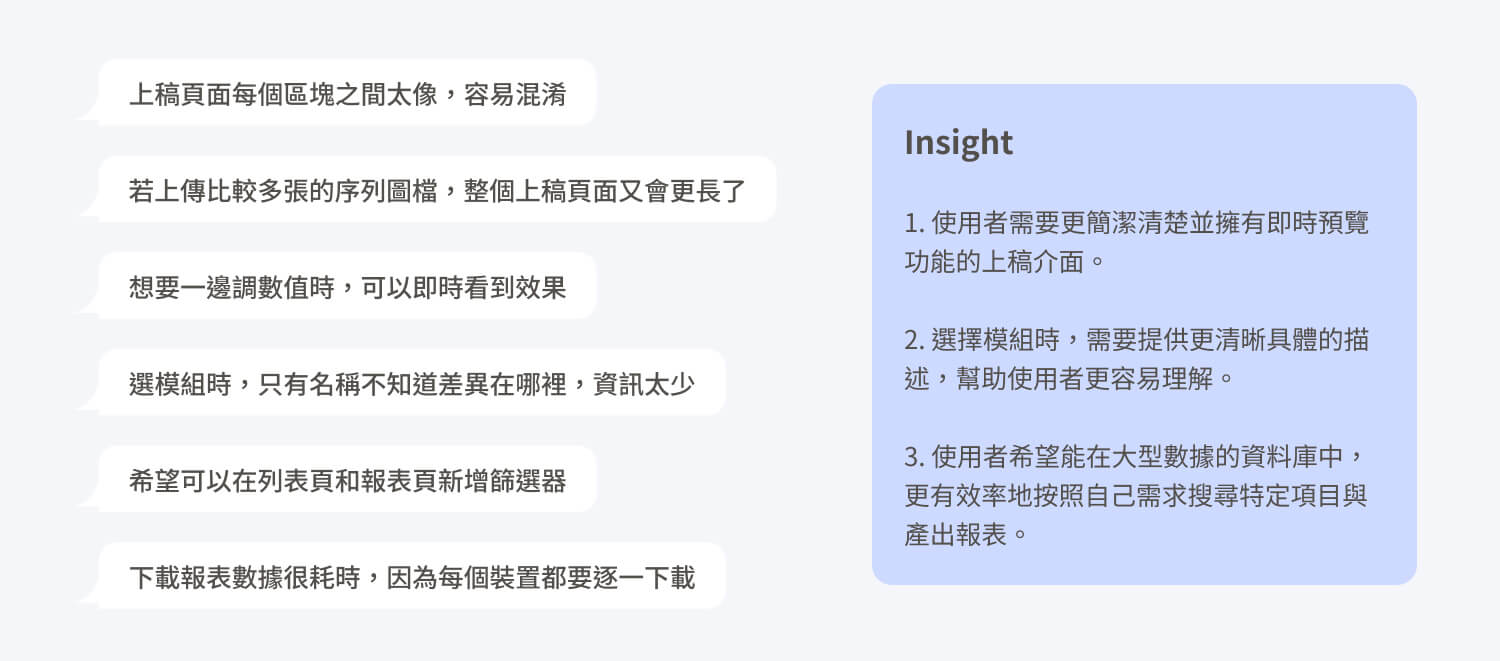 上稿頁面每個區塊之間太像，容易混淆
若上傳比較多張的序列圖檔，整個上稿頁面又會更長了
想要一邊調數值時，可以即時看到效果
選模組時，只有名稱不知道差異在哪裡，資訊太少
希望可以在列表頁和報表頁新增篩選器
下載報表數據很耗時，因為每個裝置都要逐一下載
Insight
1. 使用者需要更簡潔清楚並擁有即時預覽
功能的上稿介面。
2. 選擇模組時，需要提供更清晰具體的描
述，幫助使用者更容易理解。
3. 使用者希望能在大型數據的資料庫中，
更有效率地按照自己需求搜尋特定項目與
產出報表。